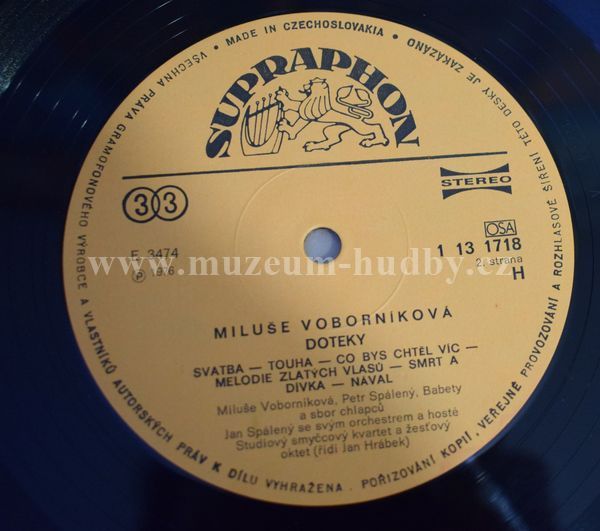 VŠECHNA PRÁVA GRAMOFONOVÉHO VÝROBCE A VLASTNÍKŮ AUTORSKÝCH PRÁV K DÍLU VYHRAŽENA. POŘIZOVÁNÍ KOPIÍ, VEŘEJNÉ PROVOZOVÁNÍ A ROZHLASOVÉ ŠÍŘENÍ TÉTO DESKY JE ZAKÁZÁNO • MADE IN CZECHOSLOVAKIA •
SUPRAPHON
33
STEREO
E 3474
℗ 1976
OSA
1 13 1718
2. strana
H
www.muzeum-hudby.cz
MILUŠE VOBORNÍKOVÁ
DOTEKY
SVATBA — TOUHA — CO BYS CHTĚL VÍC —
MELODIE ZLATÝCH VLASŮ — SMRT A
DÍVKA — NÁVAL
Miluše Voborníková, Petr Spálený, Babety
a sbor chlapců
Jan Spálený se svým orchestrem a hosté
Studiový smyčcový kvartet a žesťový
oktet (řídí Jan Hrábek)